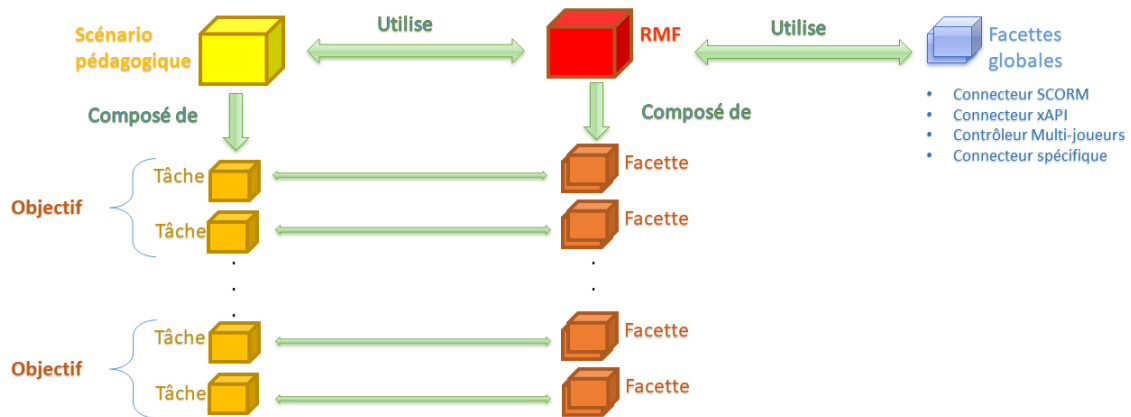 Scénario
pédagogique
Utilise
RMF
Utilise
Facettes
globales
• Connecteur SCORM
• Connecteur xAPI
• Contrôleur Multi-joueurs
• Connecteur spécifique
Composé de
Composé de
Objectif
Tâche
Facette
Tâche
Facette
Objectif
Tâche
Facette
Tâche
Facette